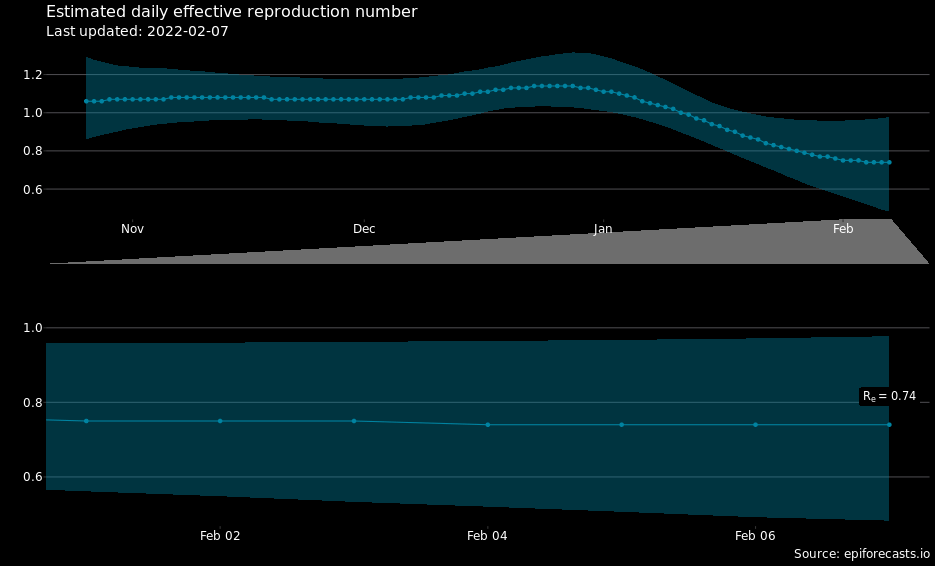 Estimated daily effective reproduction number
Last updated: 2022-02-07
1.2
1.0
0.8
0.6
Nov Dec Jan Feb
1.0
0.8
0.6
Re = 0.74
Feb 02 Feb 04 Feb 06
Source: epiforecasts.io